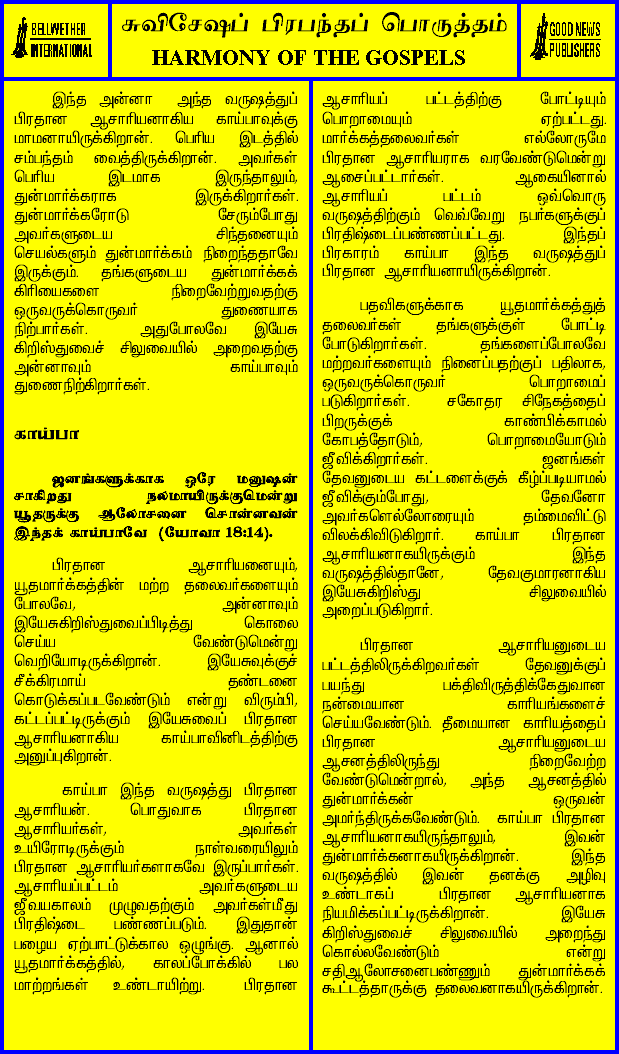 BELLWETHER
INTERNATIONAL
சுவிசேஷப் பிரபந்தப் பொருத்தம்
HARMONY OF THE GOSPELS
GOOD NEWS
PUBLISHERS
இந்த அன்னா அந்த வருஷத்துப்
பிரதான ஆசாரியனாகிய காய்பாவுக்கு
மாமனாயிருக்கிறான். பெரிய இடத்தில்
சம்பந்தம் வைத்திருக்கிறான். அவர்கள்
பெரிய இடமாக இருந்தாலும்,
துன்மார்க்கராக இருக்கிறார்கள்.
துன்மார்க்கரோடு சேரும்போது
அவர்களுடைய சிந்தனையும்
செயல்களும் துன்மார்க்கம் நிறைந்ததாவே
இருக்கும். தங்களுடைய துன்மார்க்கக்
கிரியைகளை நிறைவேற்றுவதற்கு
ஒருவருக்கொருவர் துணையாக
நிற்பார்கள். அதுபோலவே இயேசு
கிறிஸ்துவைச் சிலுவையில் அறைவதற்கு
அன்னாவும் காய்பாவும்
துணைநிற்கிறார்கள்.
காய்பா
ஜனங்களுக்காக ஒரே மனுஷன்
சாகிறது நலமாயிருக்குமென்று
யூதருக்கு ஆலோசனை சொன்னவன்
இந்தக் காய்பாவே (யோவா 18:14).
பிரதான ஆசாரியனையும்,
யூதமார்க்கத்தின் மற்ற தலைவர்களையும்
போலவே, அன்னாவும்
இயேசுகிறிஸ்துவைப்பிடித்து கொலை
செய்ய வேண்டுமென்று
வெறியோடிருக்கிறான். இயேசுவுக்குச்
சீக்கிரமாய் தண்டனை
கொடுக்கப்படவேண்டும் என்று விரும்பி,
கட்டப்பட்டிருக்கும் இயேசுவைப் பிரதான
ஆசாரியனாகிய காய்பாவினிடத்திற்கு
அனுப்புகிறான்.
காய்பா இந்த வருஷத்து பிரதான
ஆசாரியன். பொதுவாக பிரதான
ஆசாரியர்கள், அவர்கள்
உயிரோடிருக்கும் நாள்வரையிலும்
பிரதான ஆசாரியர்களாகவே இருப்பார்கள்.
ஆசாரியப்பட்டம் அவர்களுடைய
ஜீவயகாலம் முழுவதற்கும் அவர்கள்மீது
பிரதிஷ்டை பண்ணப்படும். இதுதான்
பழைய ஏற்பாட்டுக்கால ஒழுங்கு. ஆனால்
யூதமார்க்கத்தில், காலப்போக்கில் பல
மாற்றங்கள் உண்டாயிற்று. பிரதான
ஆசாரியப் பட்டத்திற்கு போட்டியும்
பொறாமையும் ஏற்பட்டது.
மார்க்கத்தலைவர்கள் எல்லோருமே
பிரதான ஆசாரியராக வரவேண்டுமென்று
ஆசைப்பட்டார்கள். ஆகையினால்
ஆசாரியப் பட்டம் ஒவ்வொரு
வருஷத்திற்கும் வெவ்வேறு நபர்களுக்குப்
பிரதிஷ்டைப்பண்ணப்பட்டது. இந்தப்
பிரகாரம் காய்பா இந்த வருஷத்துப்
பிரதான ஆசாரியனாயிருக்கிறான்.
பதவிகளுக்காக யூதமார்க்கத்துத்
தலைவர்கள் தங்களுக்குள் போட்டி
போடுகிறார்கள். தங்களைப்போலவே
மற்றவர்களையும் நினைப்பதற்குப் பதிலாக,
ஒருவருக்கொருவர் பொறாமைப்
படுகிறார்கள். சகோதர சிநேகத்தைப்
பிறருக்குக் காண்பிக்காமல்
கோபத்தோடும், பொறாமையோடும்
ஜீவிக்கிறார்கள். ஜனங்கள்
தேவனுடைய கட்டளைக்குக் கீழ்ப்படியாமல்
ஜீவிக்கும்போது, தேவனோ
அவர்களெல்லோரையும் தம்மைவிட்டு
விலக்கிவிடுகிறார். காய்பா பிரதான
ஆசாரியனாகயிருக்கும் இந்த
வருஷத்தில்தானே, தேவகுமாரனாகிய
இயேசுகிறிஸ்து சிலுவையில்
அறைப்படுகிறார்.
பிரதான ஆசாரியனுடைய
பட்டத்திலிருக்கிறவர்கள் தேவனுக்குப்
பயந்து பக்திவிருத்திக்கேதுவான
நன்மையான காரியங்களைச்
செய்யவேண்டும். தீமையான காரியத்தைப்
பிரதான ஆசாரியனுடைய
ஆசனத்திலிருந்து நிறைவேற்ற
வேண்டுமென்றால், அந்த ஆசனத்தில்
துன்மார்க்கன் ஒருவன்
அமர்ந்திருக்கவேண்டும். காய்பா பிரதான
ஆசாரியனாகயிருந்தாலும், இவன்
துன்மார்க்கனாகயிருக்கிறான். இந்த
வருஷத்தில் இவன் தனக்கு அழிவு
உண்டாகப் பிரதான ஆசாரியனாக
நியமிக்கப்பட்டிருக்கிறான். இயேசு
கிறிஸ்துவைச் சிலுவையில் அறைந்து
கொல்லவேண்டும் என்று
சதிஆலோசனைபண்ணும் துன்மார்க்கக்
கூட்டத்தாருக்கு தலைவனாகயிருக்கிறான்.